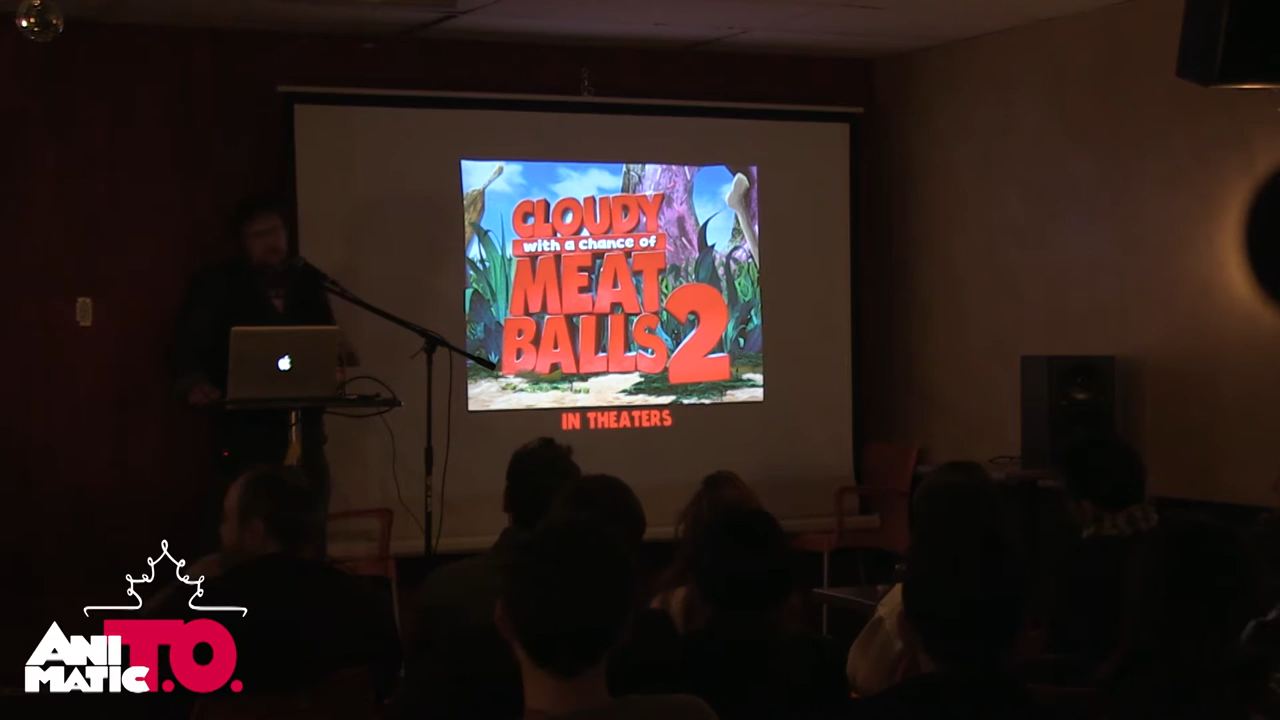 CLOUDY
with a chance of
MEAT
BALLS 2
IN THEATERS
ANI
MATIC T.O.